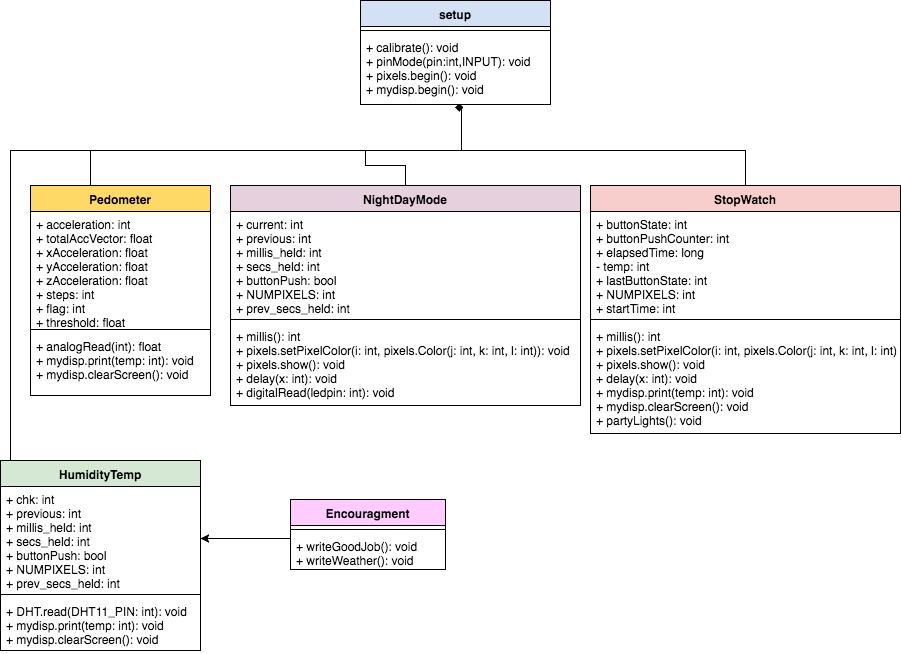 setup
+ calibrate(): void
+ pinMode(pin:int,INPUT): void
+ pixels.begin(): void
+ mydisp.begin(): void
Pedometer
+ acceleration: int
+ totalAccVector: float
+ xAcceleration: float
+ yAcceleration: float
+ zAcceleration: float
+ steps: int
+ flag: int
+ threshold: float
+ analogRead(int): float
+ mydisp.print(temp: int): void
+ mydisp.clearScreen(): void
NightDayMode
+ current: int
+ previous: int
+ millis_held: int
+ secs_held: int
+ buttonPush: bool
+ NUMPIXELS: int
+ prev_secs_held: int
+ millis(): int
+ pixels.setPixelColor(i: int, pixels.Color(j: int, k: int, l: int)): void
+ pixels.show(): void
+ delay(x: int): void
+ digitalRead(ledpin: int): void
StopWatch
+ buttonState: int
+ buttonPushCounter: int
+ elapsedTime: long
- temp: int
+ lastButtonState: int
+ NUMPIXELS: int
+ startTime: int
+ millis(): int
+ pixels.setPixelColor(i: int, pixels.Color(j: int, k: int, l: int)
+ pixels.show(): void
+ delay(x: int): void
+ mydisp.print(temp: int): void
+ mydisp.clearScreen(): void
+ partyLights(): void
HumidityTemp
+ chk: int
+ previous: int
+ millis_held: int
+ secs_held: int
+ buttonPush: bool
+ NUMPIXELS: int
+ prev_secs_held: int
+ DHT.read(DHT11_PIN: int): void
+ mydisp.print(temp: int): void
+ mydisp.clearScreen(): void
Encouragment
+ writeGoodJob(): void
+ writeWeather(): void